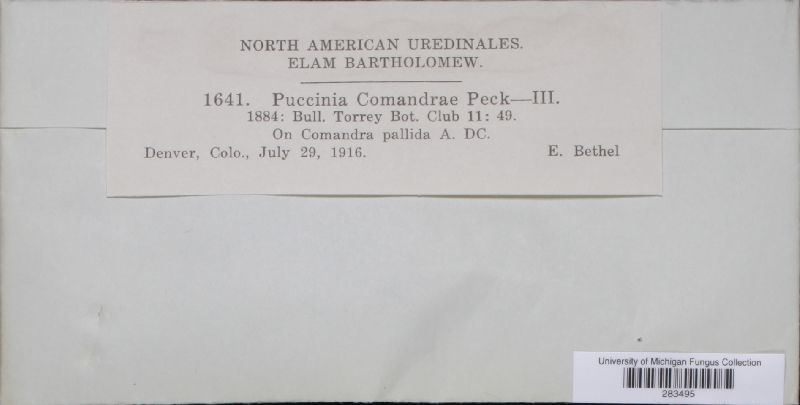 NORTH AMERICAN UREDINALES.
ELAM BARTHOLOMEW.
1641. Puccinia Comandrae Peck—III.
1884: Bull. Torrey Bot. Club 11: 49.
On Comandra pallida A. DC.
Denver, Colo., July 29, 1916. E. Bethel
University of Michigan Fungus Collection
283495